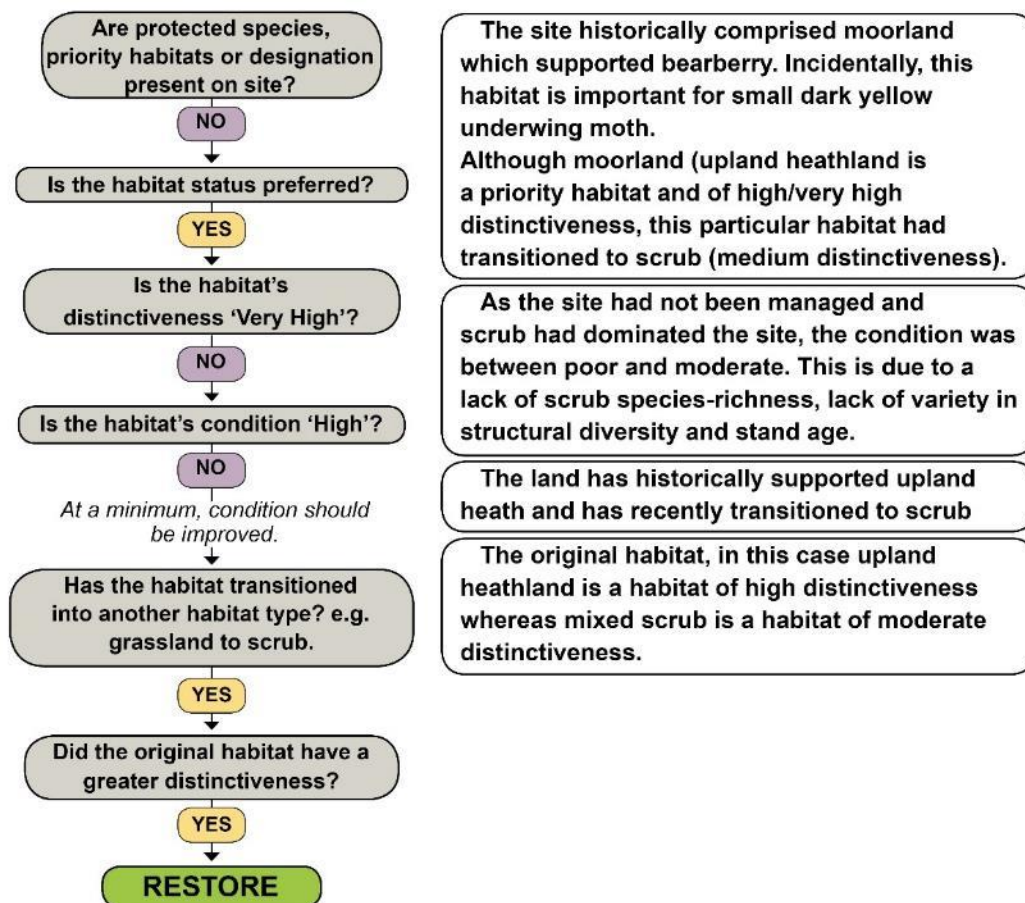 Are protected species,
priority habitats or designation
present on site?
NO
Is the habitat status preferred?
YES
Is the habitat's
distinctiveness 'Very High'?
NO
Is the habitat's condition 'High'?
NO
At a minimum, condition should
be improved.
Has the habitat transitioned
into another habitat type? e.g.
grassland to scrub.
YES
Did the original habitat have a
greater distinctiveness?
YES
RESTORE
The site historically comprised moorland
which supported bearberry. Incidentally, this
habitat is important for small dark yellow
underwing moth.
Although moorland (upland heathland is
a priority habitat and of high/very high
distinctiveness, this particular habitat had
transitioned to scrub (medium distinctiveness).
As the site had not been managed and
scrub had dominated the site, the condition was
between poor and moderate. This is due to a
lack of scrub species-richness, lack of variety in
structural diversity and stand age.
The land has historically supported upland
heath and has recently transitioned to scrub
The original habitat, in this case upland
heathland is a habitat of high distinctiveness
whereas mixed scrub is a habitat of moderate
distinctiveness.